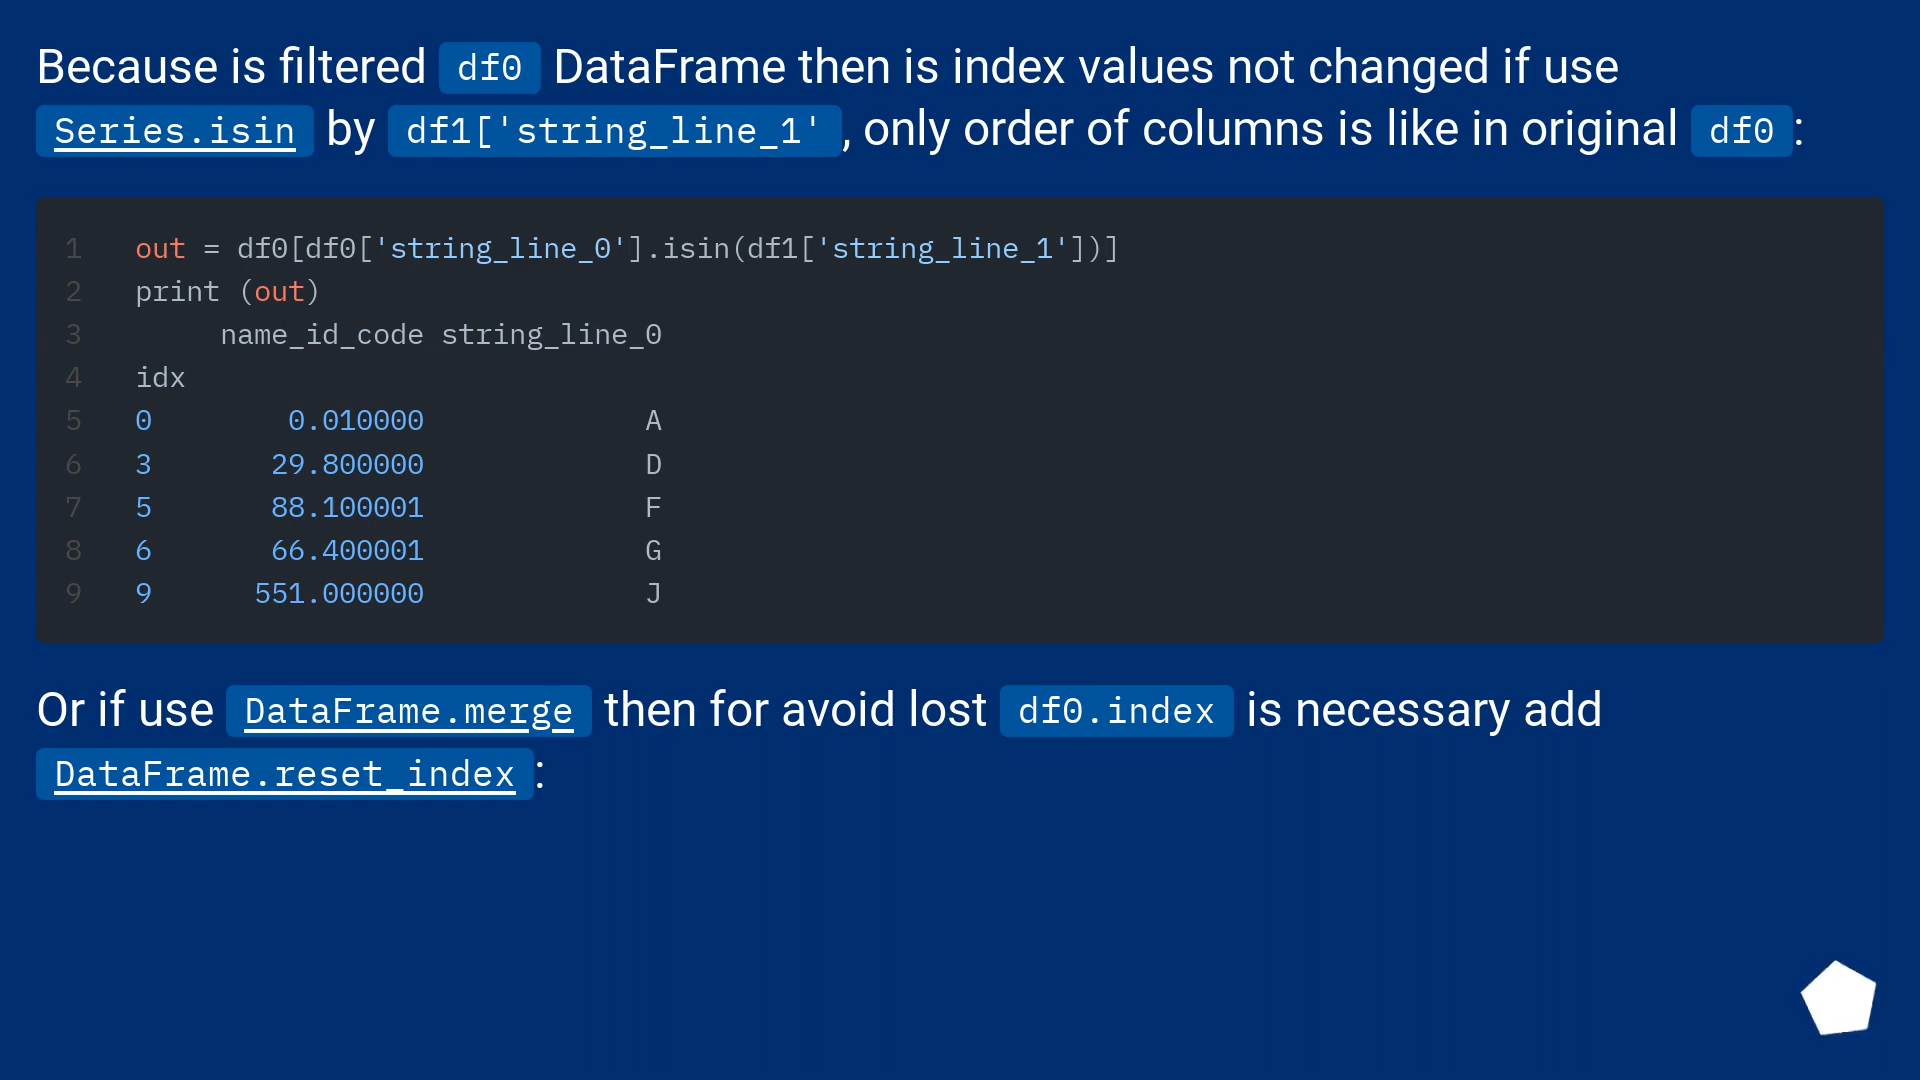 Because is filtered df0 DataFrame then is index values not changed if use
Series.isin by df1['string_line_1' , only order of columns is like in original df0 :
1 out = df0[df0['string_line_0'].isin(df1['string_line_1'])]
2 print (out)
3 name_id_code string_line_0
4 idx
5 0 0.010000 A
6 3 29.800000 D
7 5 88.100001 F
8 6 66.400001 G
9 9 551.000000 J
Or if use DataFrame.merge then for avoid lost df0.index is necessary add
DataFrame.reset_index :